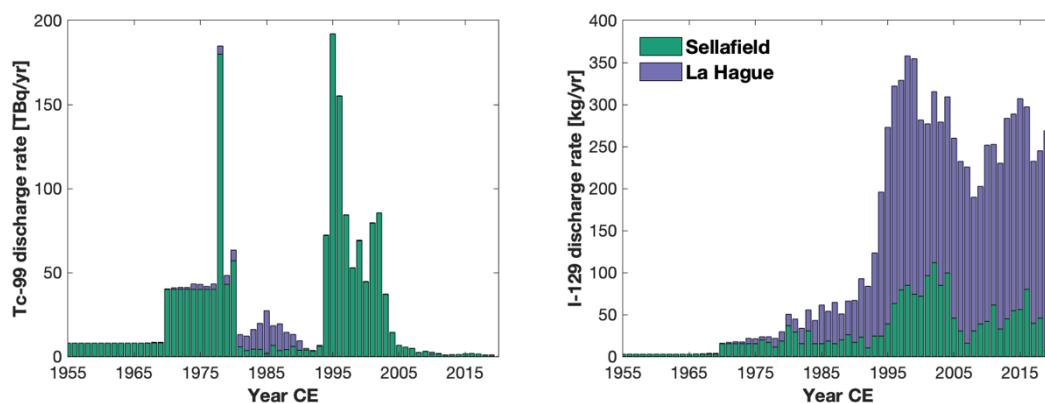 200
150
100
50
0
Tc-99 discharge rate [TBq/yr]
1955 1965 1975 1985 1995 2005 2015
Year CE
400
350
300
250
200
150
100
50
0
I-129 discharge rate [kg/yr]
Sellafield
La Hague
1955 1965 1975 1985 1995 2005 2015
Year CE